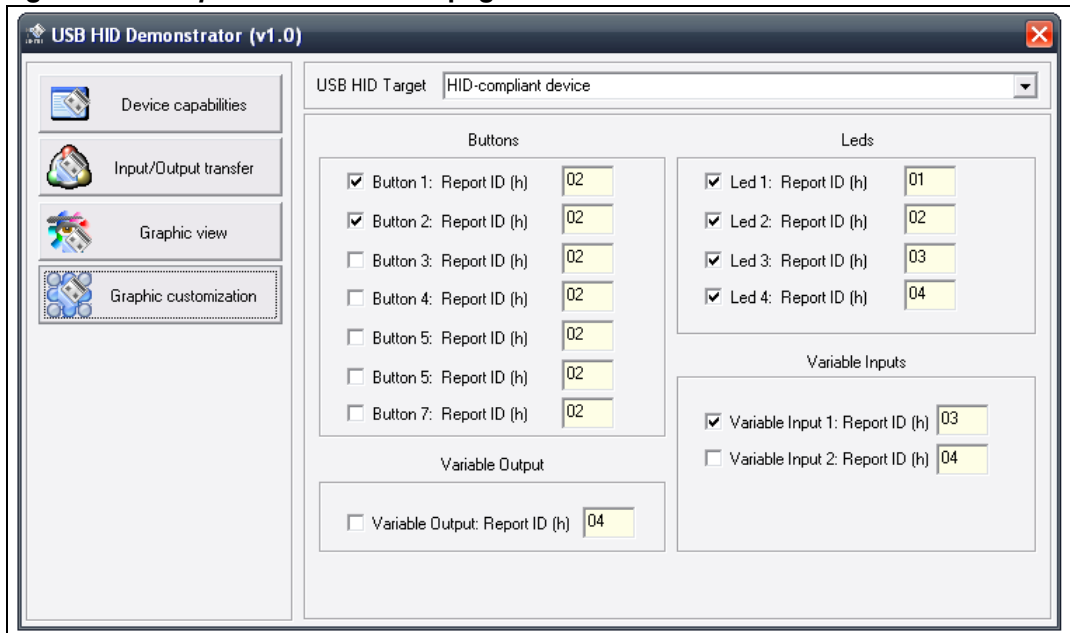 USB HID Demonstrator (v1.0)
Device capabilities
Input/Output transfer
Graphic view
Graphic customization
USB HID Target HID-compliant device
Buttons
Button 1: Report ID (h) 02
Button 2: Report ID (h) 02
Button 3: Report ID (h) 02
Button 4: Report ID (h) 02
Button 5: Report ID (h) 02
Button 5: Report ID (h) 02
Button 7: Report ID (h) 02
Variable Output
Variable Output: Report ID (h) 04
Leds
Led 1: Report ID (h) 01
Led 2: Report ID (h) 02
Led 3: Report ID (h) 03
Led 4: Report ID (h) 04
Variable Inputs
Variable Input 1: Report ID (h) 03
Variable Input 2: Report ID (h) 04